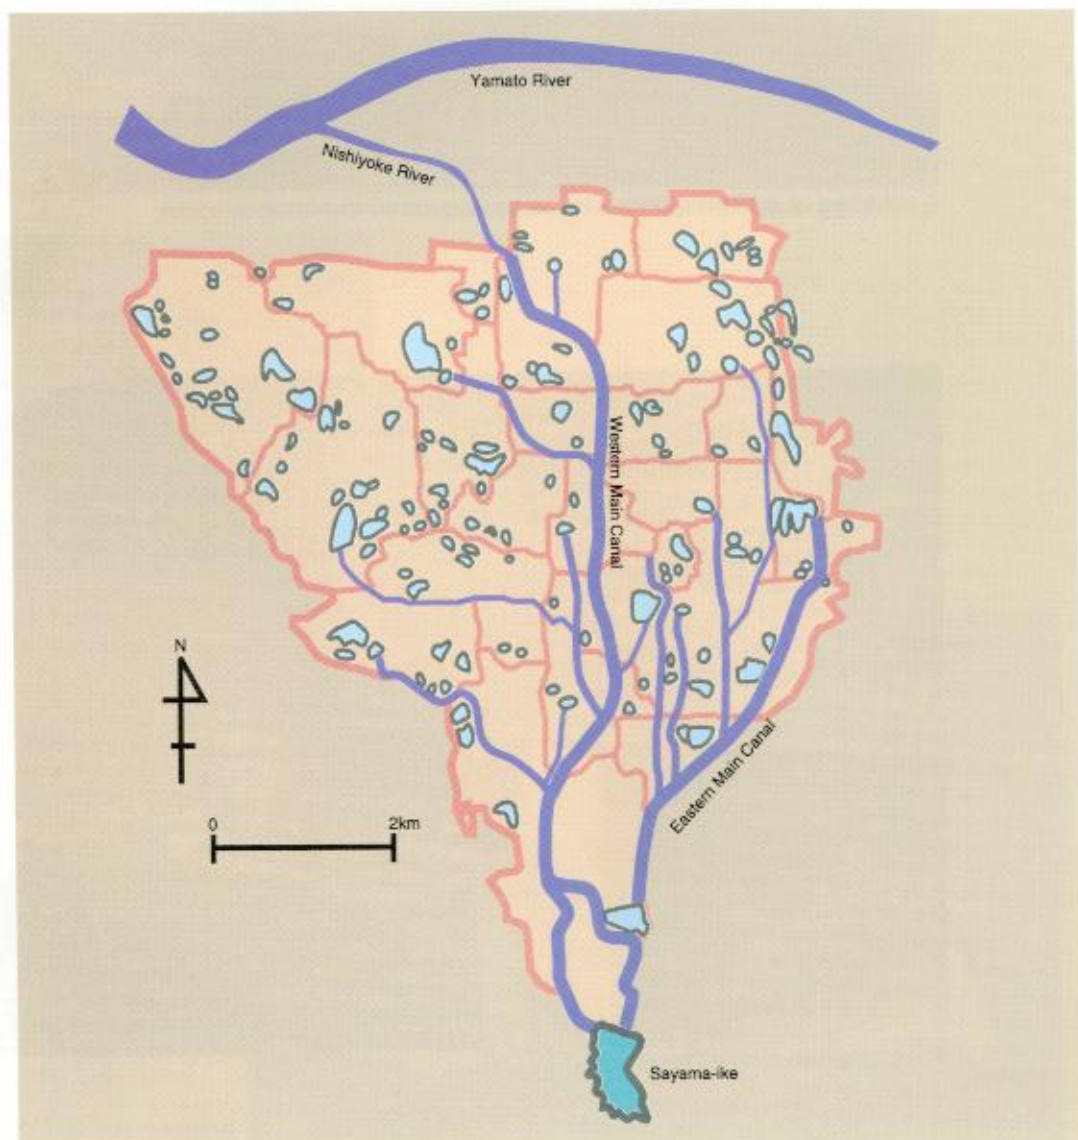 Yamato River
Nishiyoke River
Western Main Canal
N
0 2km
Eastern Main Canal
Sayama-ike